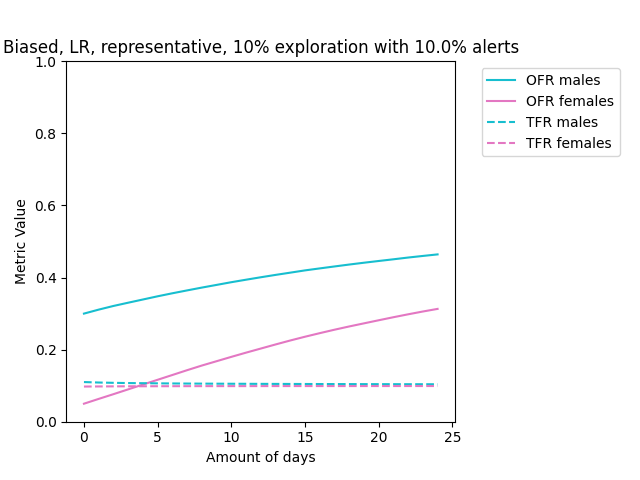 Biased, LR, representative, 10% exploration with 10.0% alerts
OFR males
OFR females
TFR males
TFR females
1.0
0.8
0.6
0.4
0.2
0.0
Metric Value
0 5 10 15 20 25
Amount of days